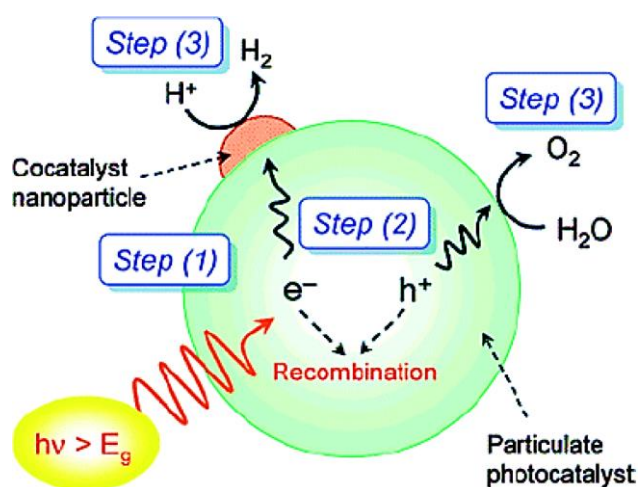 Step (3)
H₂
H⁺
Step (3)
O₂
H₂O
Cocatalyst
nanoparticle
Step (2)
Step (1)
e⁻
h⁺
Recombination
hν > Eg
Particulate
photocatalyst